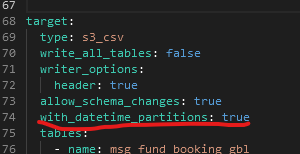 67
68 target:
69 type: s3_csv
70 write_all_tables: false
71 writer_options:
72 header: true
73 allow_schema_changes: true
74 with_datetime_partitions: true
75 tables:
76 - name: msg_fund_booking_gbl